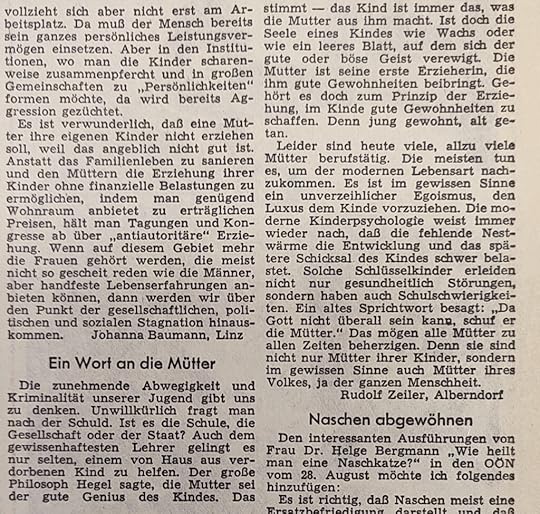 vollzieht sich aber nicht erst am Ar-
beitsplatz. Da muß der Mensch bereits
sein ganzes persönliches Leistungsver-
mögen einsetzen. Aber in den Institu-
tionen, wo man die Kinder scharen-
weise zusammenpfercht und in großen
Gemeinschaften zu „Persönlichkeiten"
formen möchte, da wird bereits Ag-
gression gezüchtet.
Es ist verwunderlich, daß eine Mut-
ter ihre eigenen Kinder nicht erziehen
soll, weil das angeblich nicht gut ist.
Anstatt das Familienleben zu sanieren
und den Müttern die Erziehung ihrer
Kinder ohne finanzielle Belastungen zu
ermöglichen, indem man genügend
Wohnraum anbietet zu erträglichen
Preisen, hält man Tagungen und Kon-
gresse ab über „antiautoritäre" Erzie-
hung. Wenn auf diesem Gebiet mehr
die Frauen gehört werden, die meist
nicht so gescheit reden wie die Männer,
aber handfeste Lebenserfahrungen an-
bieten können, dann werden wir über
den Punkt der gesellschaftlichen, poli-
tischen und sozialen Stagnation hinaus-
kommen. Johanna Baumann, Linz
Ein Wort an die Mütter
Die zunehmende Abwegigkeit und
Kriminalität unserer Jugend gibt uns
zu denken. Unwillkürlich fragt man
nach der Schuld. Ist es die Schule, die
Gesellschaft oder der Staat? Auch dem
gewissenhaftesten Lehrer gelingt es
nur selten, einem von Haus aus ver-
dorbenen Kind zu helfen. Der große
Philosoph Hegel sagte, die Mutter sei
der gute Genius des Kindes. Das
stimmt — das Kind ist immer das, was
die Mutter aus ihm macht. Ist doch die
Seele eines Kindes wie Wachs oder
wie ein leeres Blatt, auf dem sich der
gute oder böse Geist verewigt. Die
Mutter ist seine erste Erzieherin, die
ihm gute Gewohnheiten beibringt. Ge-
hört es doch zum Prinzip der Erzie-
hung, im Kinde gute Gewohnheiten zu
schaffen. Denn jung gewohnt, alt ge-
tan.
Leider sind heute viele, allzu viele
Mütter berufstätig. Die meisten tun
es, um der modernen Lebensart nach-
zukommen. Es ist im gewissen Sinne
ein unverzeihlicher Egoismus, den
Luxus dem Kinde vorzuziehen. Die mo-
derne Kinderpsychologie weist immer
wieder nach, daß die fehlende Nest-
wärme die Entwicklung und das spä-
tere Schicksal des Kindes schwer bela-
stet. Solche Schlüsselkinder erleiden
nicht nur gesundheitlich Störungen,
sondern haben auch Schulschwierigkei-
ten. Ein altes Sprichtwort besagt: „Da
Gott nicht überall sein kann, schuf er
die Mütter." Das mögen alle Mütter zu
allen Zeiten beherzigen. Denn sie sind
nicht nur Mütter ihrer Kinder, sondern
im gewissen Sinne auch Mütter ihres
Volkes, ja der ganzen Menschheit.
Rudolf Zeiler, Alberndorf
Naschen abgewöhnen
Den interessanten Ausführungen von
Frau Dr. Helge Bergmann „Wie heilt
man eine Naschkatze?" in den OÖN
vom 28. August möchte ich folgendes
hinzufügen:
Es ist richtig, daß Naschen meist eine
Ersatzbefriedigung darstellt und daß